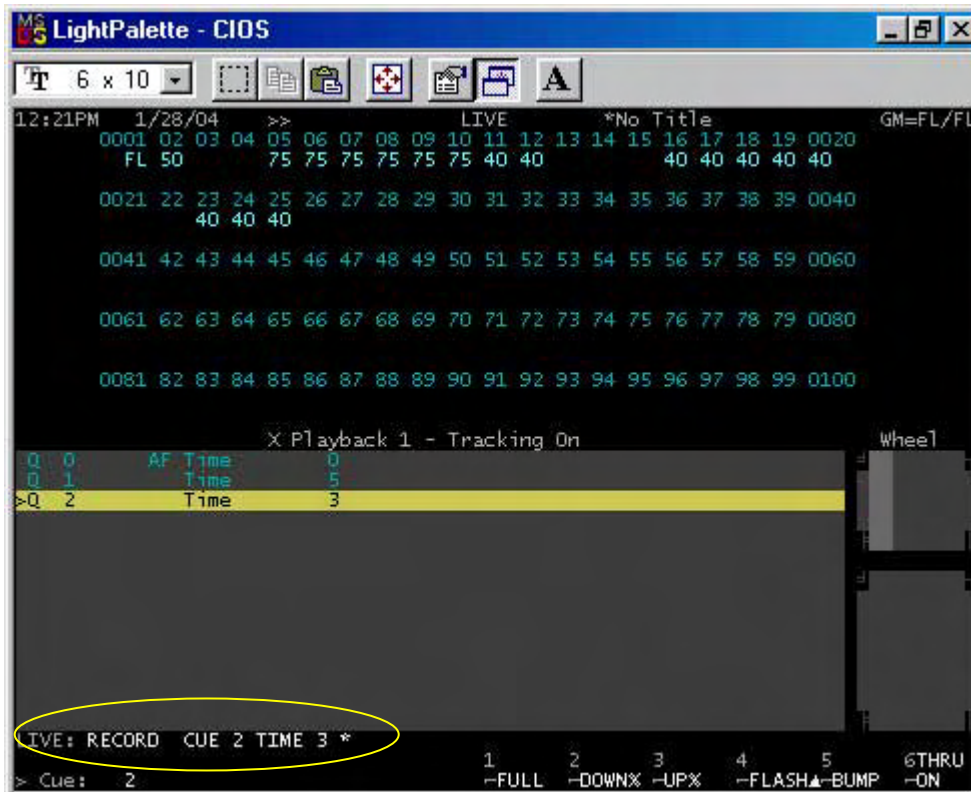 LightPalette - CIOS
6 x 10
A
12:21PM 1/28/04 >> LIVE *No Title GM=FL/FL
0001 02 03 04 05 06 07 08 09 10 11 12 13 14 15 16 17 18 19 0020
FL 50 75 75 75 75 75 75 40 40 40 40 40 40 40
0021 22 23 24 25 26 27 28 29 30 31 32 33 34 35 36 37 38 39 0040
40 40 40
0041 42 43 44 45 46 47 48 49 50 51 52 53 54 55 56 57 58 59 0060
0061 62 63 64 65 66 67 68 69 70 71 72 73 74 75 76 77 78 79 0080
0081 82 83 84 85 86 87 88 89 90 91 92 93 94 95 96 97 98 99 0100
X Playback 1 - Tracking On Wheel
Q 0 AF Time 0
Q 1 Time 5
>Q 2 Time 3
LIVE: RECORD CUE 2 TIME 3 *
1 2 3 4 5 6THRU
> Cue: 2 ⌐FULL ⌐DOWN% ⌐UP% ⌐FLASH▲⌐BUMP ⌐ON